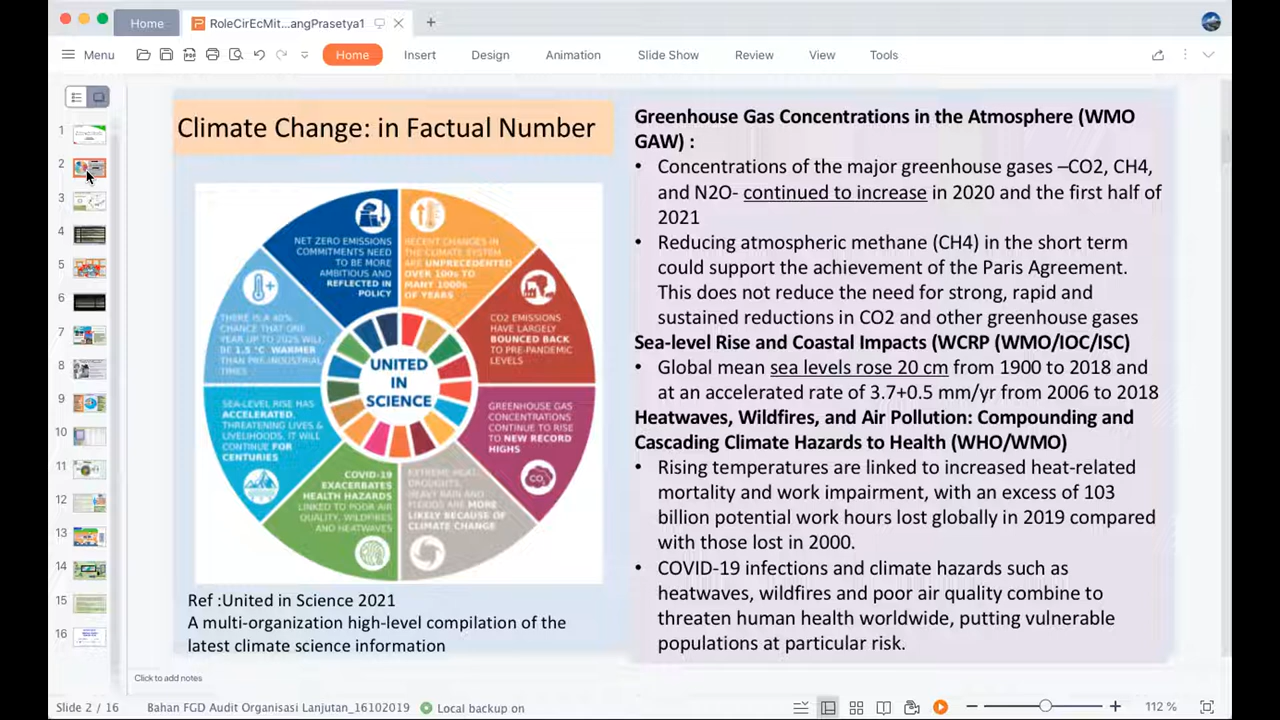 Home
RoleCirEcMit...angPrasetya1
Menu
Home
Insert
Design
Animation
Slide Show
Review
View
Tools
1
2
3
4
5
6
7
8
9
10
11
12
13
14
15
16
Climate Change: in Factual Number
NET ZERO EMISSIONS
COMMITMENTS NEED
TO BE MORE
AMBITIOUS AND
REFLECTED IN
POLICY
RECENT CHANGES IN
THE CLIMATE SYSTEM
ARE UNPRECEDENTED
OVER 100s TO
MANY 1000s
OF YEARS
CO2 EMISSIONS
HAVE LARGELY
BOUNCED BACK
TO PRE-PANDEMIC
LEVELS
GREENHOUSE GAS
CONCENTRATIONS
CONTINUE TO RISE
TO NEW RECORD
HIGHS
CO2
EXTREME HEAT,
DROUGHTS,
HEAVY RAIN AND
FLOODS ARE MORE
LIKELY BECAUSE OF
CLIMATE CHANGE
COVID-19
EXACERBATES
HEALTH HAZARDS
LINKED TO POOR AIR
QUALITY, WILDFIRES
AND HEATWAVES
SEA-LEVEL RISE HAS
ACCELERATED,
THREATENING LIVES &
LIVELIHOODS. IT WILL
CONTINUE FOR
CENTURIES
THERE IS A 40%
CHANCE THAT ONE
YEAR UP TO 2025 WILL
BE 1.5 °C WARMER
THAN PRE-INDUSTRIAL
TIMES
UNITED
IN
SCIENCE
Ref :United in Science 2021
A multi-organization high-level compilation of the
latest climate science information
Greenhouse Gas Concentrations in the Atmosphere (WMO
GAW) :
• Concentrations of the major greenhouse gases –CO2, CH4,
and N2O- continued to increase in 2020 and the first half of
2021
• Reducing atmospheric methane (CH4) in the short term
could support the achievement of the Paris Agreement.
This does not reduce the need for strong, rapid and
sustained reductions in CO2 and other greenhouse gases
Sea-level Rise and Coastal Impacts (WCRP (WMO/IOC/ISC)
• Global mean sea levels rose 20 cm from 1900 to 2018 and
at an accelerated rate of 3.7+0.5 mm/yr from 2006 to 2018
Heatwaves, Wildfires, and Air Pollution: Compounding and
Cascading Climate Hazards to Health (WHO/WMO)
• Rising temperatures are linked to increased heat-related
mortality and work impairment, with an excess of 103
billion potential work hours lost globally in 2019 compared
with those lost in 2000.
• COVID-19 infections and climate hazards such as
heatwaves, wildfires and poor air quality combine to
threaten human health worldwide, putting vulnerable
populations at particular risk.
Click to add notes
Slide 2 / 16
Bahan FGD Audit Organisasi Lanjutan_16102019
Local backup on
112 %